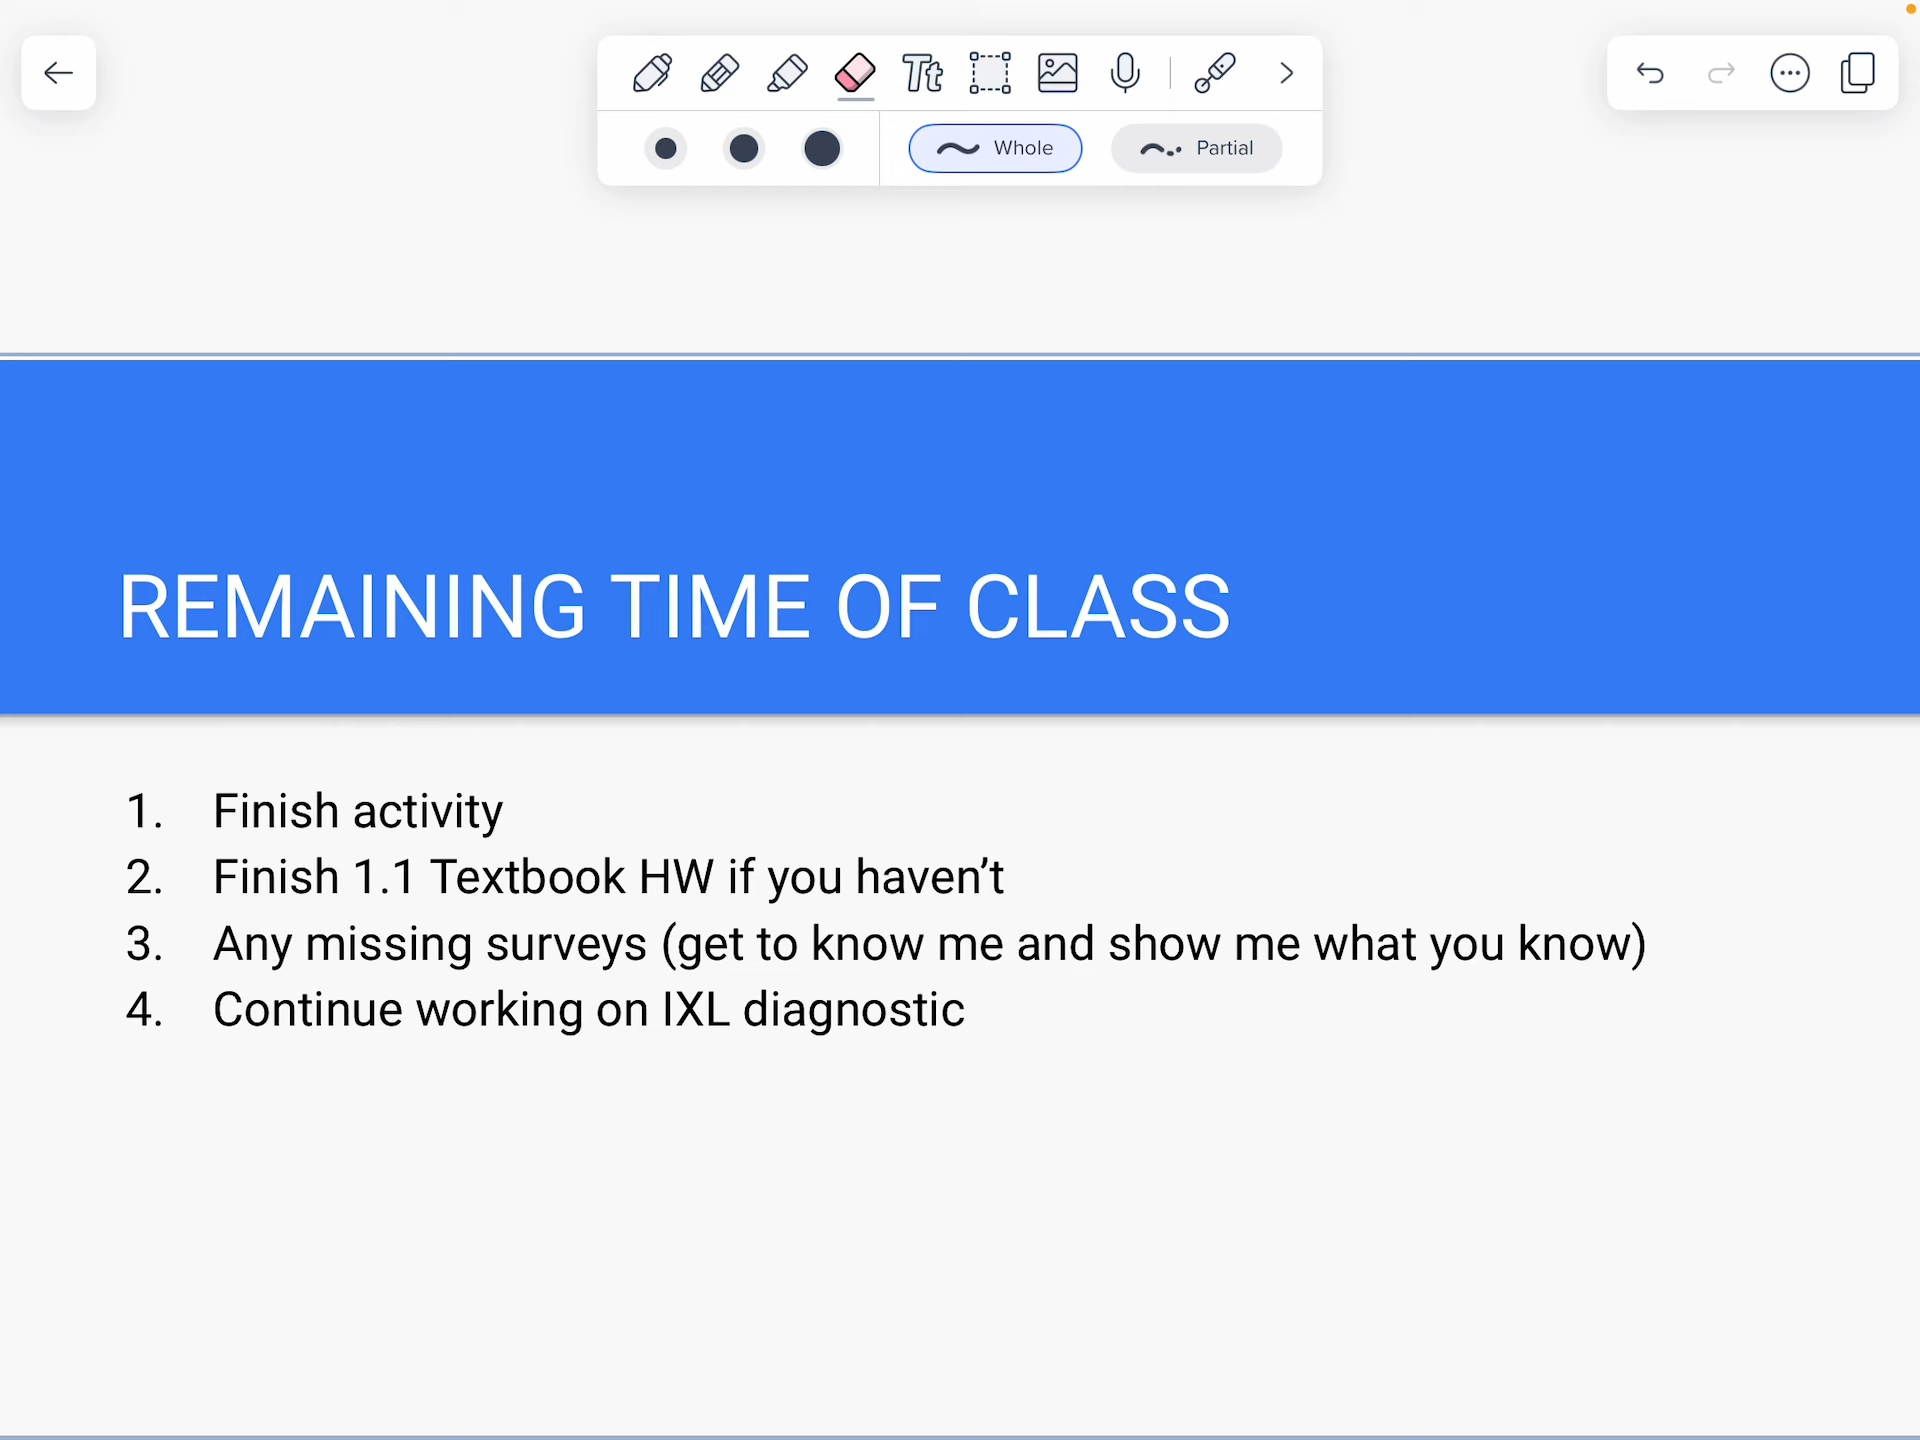 Tt
Whole
Partial
REMAINING TIME OF CLASS
1. Finish activity
2. Finish 1.1 Textbook HW if you haven’t
3. Any missing surveys (get to know me and show me what you know)
4. Continue working on IXL diagnostic